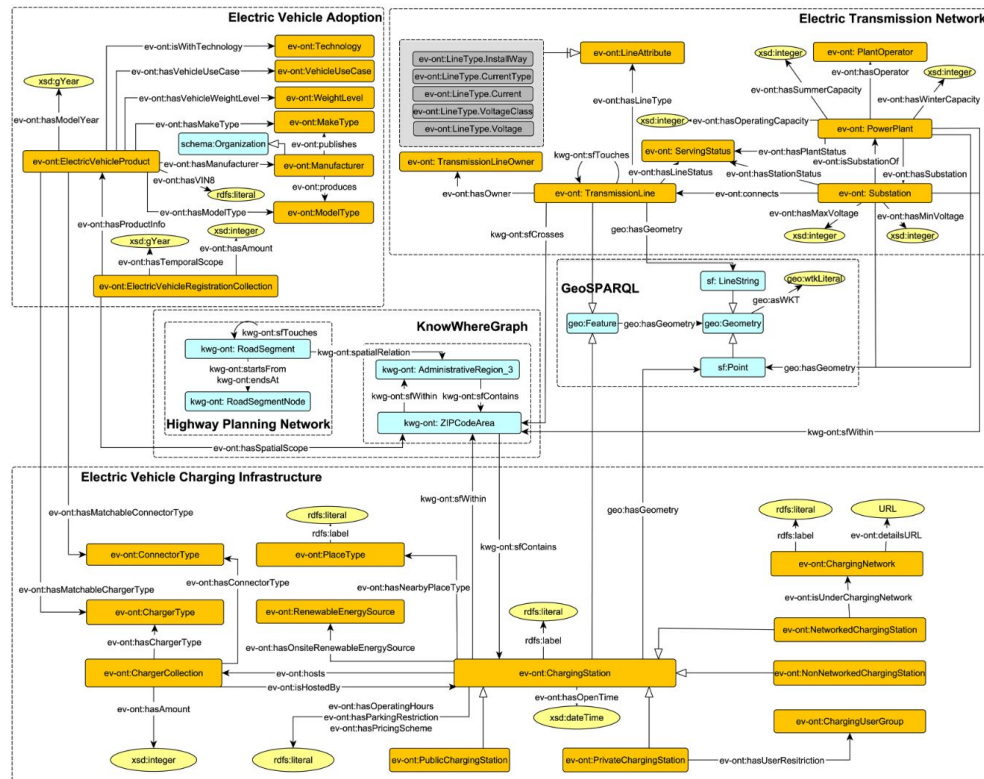 Electric Vehicle Adoption
ev-ont:isWithTechnology
ev-ont:Technology
xsd:gYear
ev-ont:hasVehicleUseCase
ev-ont:VehicleUseCase
ev-ont:hasVehicleWeightLevel
ev-ont:WeightLevel
ev-ont:hasModelYear
ev-ont:hasMakeType
ev-ont:MakeType
schema:Organization
ev-ont:publishes
ev-ont:ElectricVehicleProduct
ev-ont:hasManufacturer
ev-ont:Manufacturer
ev-ont:hasVIN8
rdfs:literal
ev-ont:produces
ev-ont:hasModelType
ev-ont:ModelType
ev-ont:hasProductInfo
xsd:integer
xsd:gYear
ev-ont:hasAmount
ev-ont:hasTemporalScope
ev-ont:ElectricVehicleRegistrationCollection
Electric Transmission Network
ev-ont:LineType.InstallWay
ev-ont:LineType.CurrentType
ev-ont:LineType.Current
ev-ont:LineType.VoltageClass
ev-ont:LineType.Voltage
ev-ont:LineAttribute
ev-ont: PlantOperator
xsd:integer
ev-ont:hasOperator
xsd:integer
ev-ont:hasSummerCapacity
ev-ont:hasWinterCapacity
ev-ont:hasLineType
xsd:integer
ev-ont:hasOperatingCapacity
ev-ont: PowerPlant
ev-ont: TransmissionLineOwner
kwg-ont:sfTouches
ev-ont:ServingStatus
ev-ont:hasPlantStatus
ev-ont:isSubstationOf
ev-ont:hasSubstation
ev-ont:hasLineStatus
ev-ont:hasStationStatus
ev-ont:hasOwner
ev-ont: TransmissionLine
ev-ont:connects
ev-ont: Substation
ev-ont:hasMaxVoltage
ev-ont:hasMinVoltage
xsd:integer
xsd:integer
kwg-ont:sfCrosses
geo:hasGeometry
GeoSPARQL
sf: LineString
geo:wtkLiteral
geo:asWKT
geo:Feature
geo:hasGeometry
geo:Geometry
sf:Point
geo:hasGeometry
KnowWhereGraph
kwg-ont:sfTouches
kwg-ont: RoadSegment
kwg-ont:spatialRelation
kwg-ont:startsFrom
kwg-ont:endsAt
kwg-ont: RoadSegmentNode
Highway Planning Network
kwg-ont: AdministrativeRegion_3
kwg-ont:sfWithin
kwg-ont:sfContains
kwg-ont: ZIPCodeArea
kwg-ont:sfWithin
ev-ont:hasSpatialScope
Electric Vehicle Charging Infrastructure
kwg-ont:sfWithin
geo:hasGeometry
kwg-ont:sfContains
ev-ont:hasMatchableConnectorType
rdfs:literal
rdfs:label
ev-ont:PlaceType
ev-ont:ConnectorType
ev-ont:hasConnectorType
ev-ont:hasNearbyPlaceType
ev-ont:hasMatchableChargerType
ev-ont:ChargerType
ev-ont:RenewableEnergySource
ev-ont:hasChargerType
ev-ont:hasOnsiteRenewableEnergySource
rdfs:literal
rdfs:label
ev-ont:ChargerCollection
ev-ont:hosts
ev-ont:isHostedBy
ev-ont:ChargingStation
ev-ont:hasAmount
xsd:integer
ev-ont:hasOperatingHours
ev-ont:hasParkingRestriction
ev-ont:hasPricingScheme
rdfs:literal
ev-ont:hasOpenTime
xsd:dateTime
ev-ont:PublicChargingStation
ev-ont:PrivateChargingStation
rdfs:literal
URL
rdfs:label
ev-ont:detailsURL
ev-ont:ChargingNetwork
ev-ont:isUnderChargingNetwork
ev-ont:NetworkedChargingStation
ev-ont:NonNetworkedChargingStation
ev-ont:ChargingUserGroup
ev-ont:hasUserResitriction